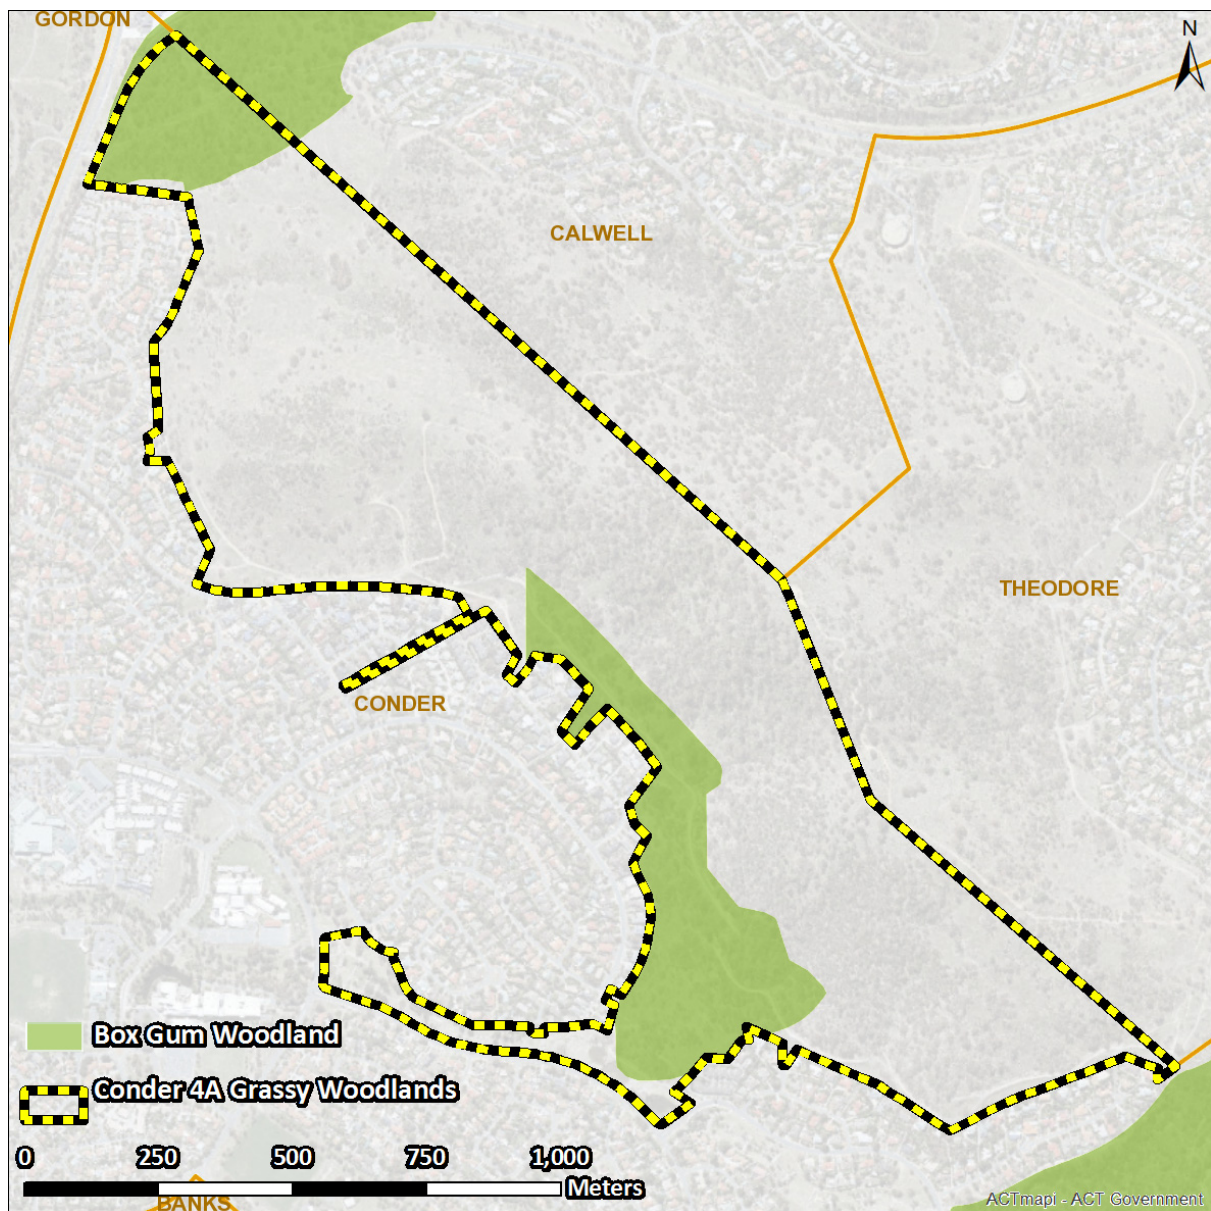 GORDON
N
CALWELL
THEODORE
CONDER
Box Gum Woodland
Conder 4A Grassy Woodlands
0 250 500 750 1,000
Meters
BANKS
ACTmapi - ACT Government